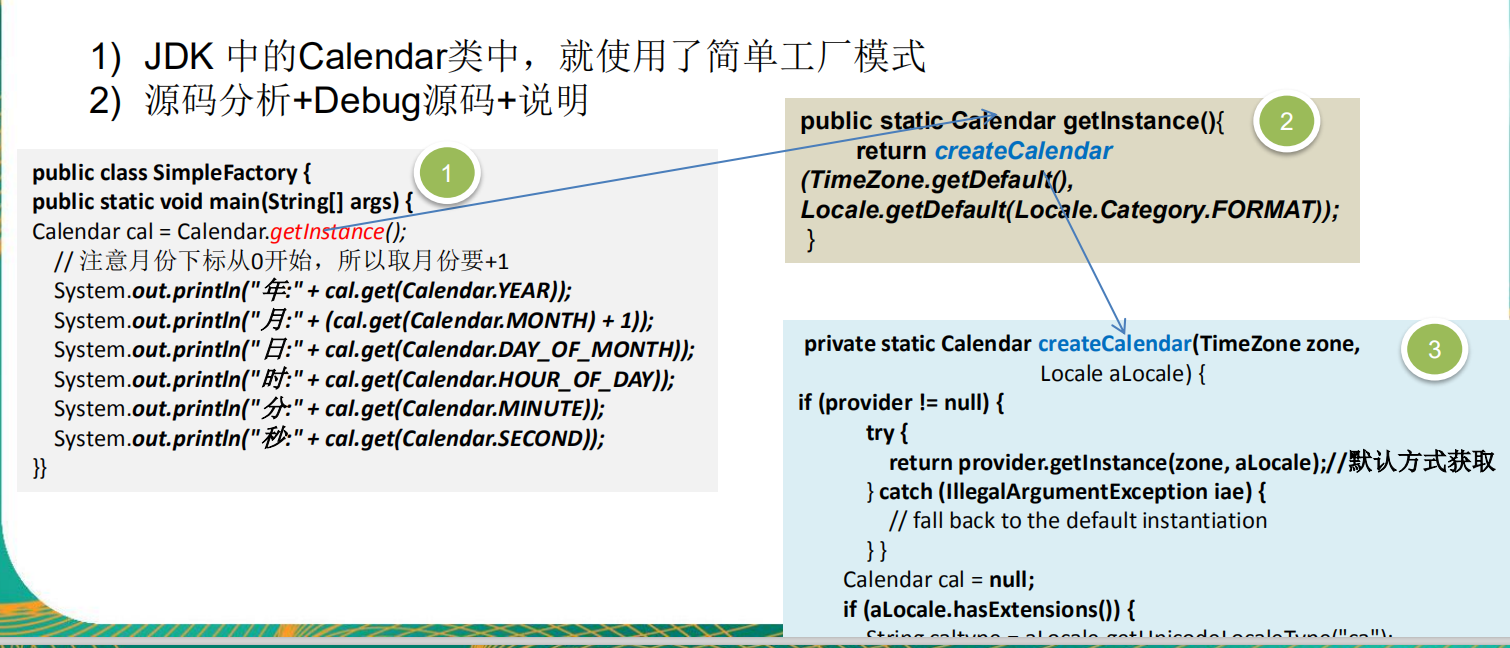 1) JDK 中的Calendar类中，就使用了简单工厂模式
2) 源码分析+Debug源码+说明
1
public class SimpleFactory {
public static void main(String[] args) {
Calendar cal = Calendar.getInstance();
// 注意月份下标从0开始，所以取月份要+1
System.out.println("年:" + cal.get(Calendar.YEAR));
System.out.println("月:" + (cal.get(Calendar.MONTH) + 1));
System.out.println("日:" + cal.get(Calendar.DAY_OF_MONTH));
System.out.println("时:" + cal.get(Calendar.HOUR_OF_DAY));
System.out.println("分:" + cal.get(Calendar.MINUTE));
System.out.println("秒:" + cal.get(Calendar.SECOND));
}}
2
public static Calendar getInstance(){
return createCalendar
(TimeZone.getDefault(),
Locale.getDefault(Locale.Category.FORMAT));
}
3
private static Calendar createCalendar(TimeZone zone,
Locale aLocale) {
if (provider != null) {
try {
return provider.getInstance(zone, aLocale);//默认方式获取
} catch (IllegalArgumentException iae) {
// fall back to the default instantiation
} }
Calendar cal = null;
if (aLocale.hasExtensions()) {
String caltype = aLocale.getUnicodeLocaleType("ca");